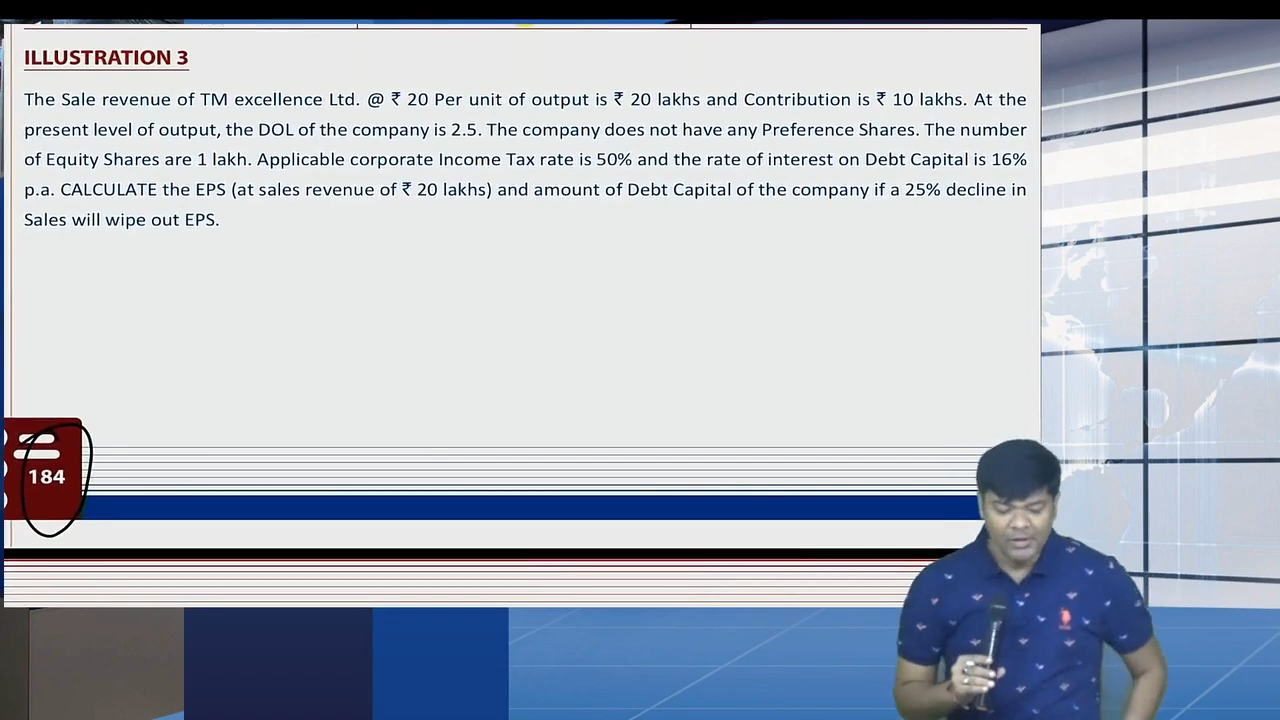 ILLUSTRATION 3
The Sale revenue of TM excellence Ltd. @ ₹ 20 Per unit of output is ₹ 20 lakhs and Contribution is ₹ 10 lakhs. At the
present level of output, the DOL of the company is 2.5. The company does not have any Preference Shares. The number
of Equity Shares are 1 lakh. Applicable corporate Income Tax rate is 50% and the rate of interest on Debt Capital is 16%
p.a. CALCULATE the EPS (at sales revenue of ₹ 20 lakhs) and amount of Debt Capital of the company if a 25% decline in
Sales will wipe out EPS.
184